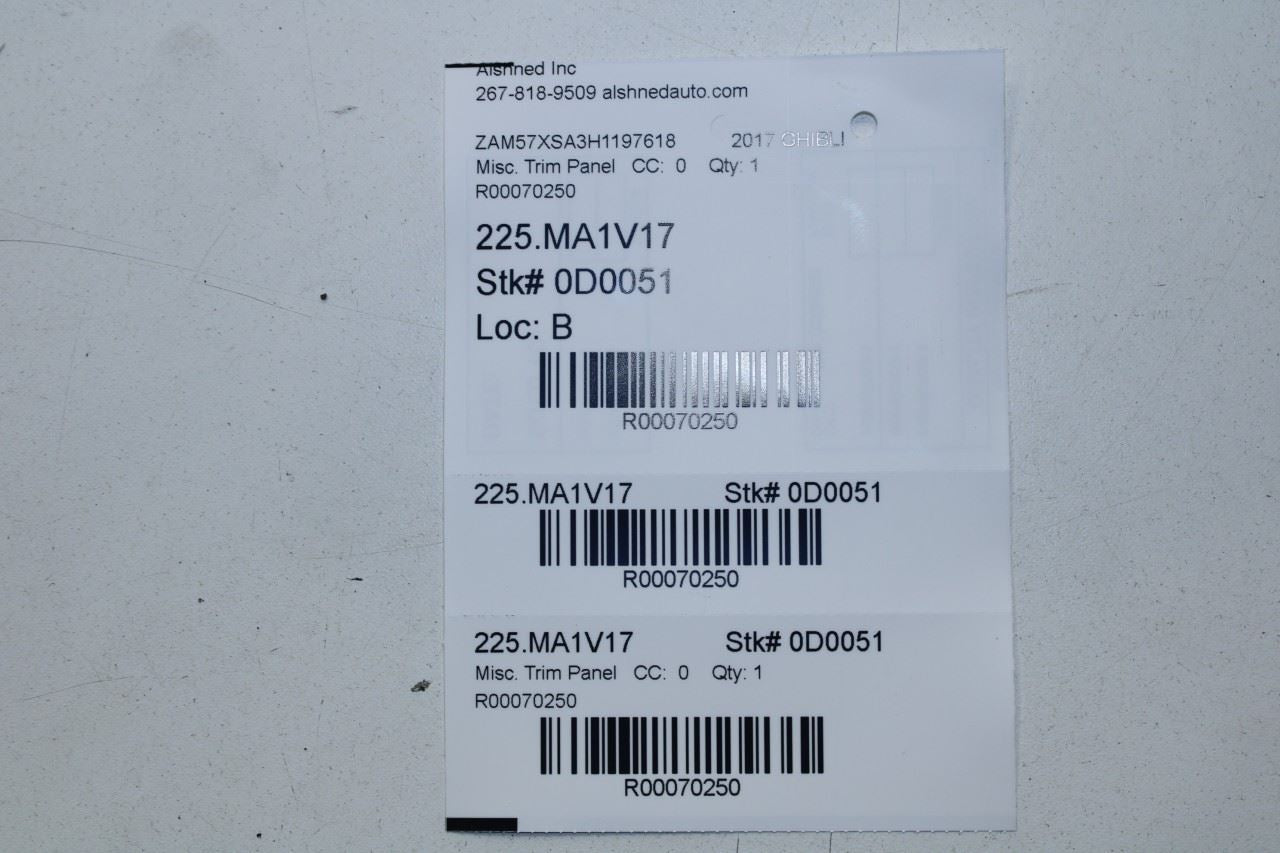 Alshned Inc
267-818-9509 alshnedauto.com
ZAM57XSA3H1197618 2017 GHIBLI
Misc. Trim Panel CC: 0 Qty: 1
R00070250
225.MA1V17
Stk# 0D0051
Loc: B
R00070250
225.MA1V17 Stk# 0D0051
R00070250
225.MA1V17 Stk# 0D0051
Misc. Trim Panel CC: 0 Qty: 1
R00070250
R00070250